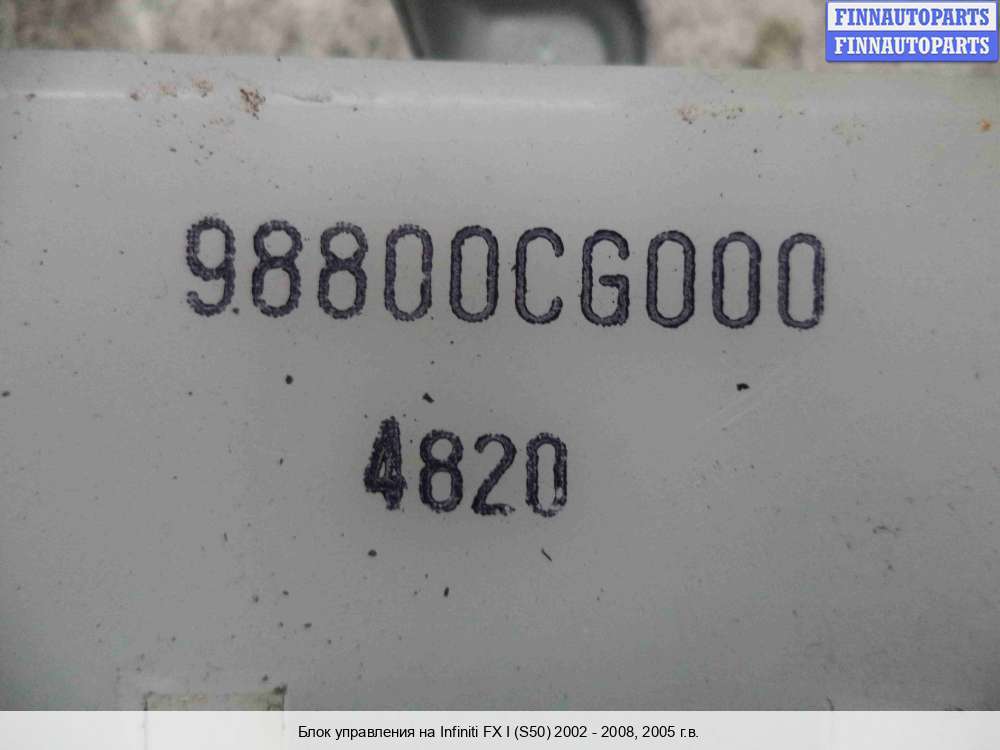 FINNAUTOPARTS
FINNAUTOPARTS
98800CG000
4820
Блок управления на Infiniti FX I (S50) 2002 - 2008, 2005 г.в.